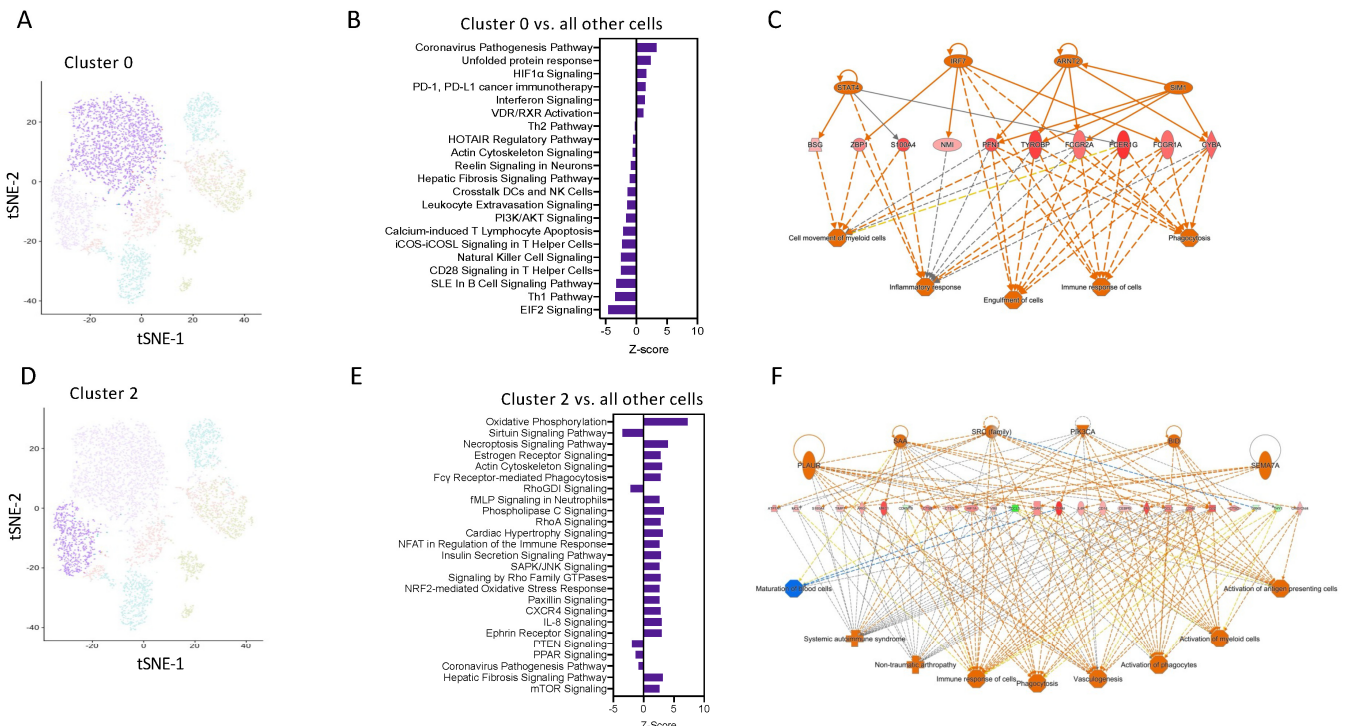 A
Cluster 0
tSNE-2
20
0
-20
-40
-20
0
20
40
tSNE-1
B
Cluster 0 vs. all other cells
Coronavirus Pathogenesis Pathway
Unfolded protein response
HIF1α Signaling
PD-1, PD-L1 cancer immunotherapy
Interferon Signaling
VDR/RXR Activation
Th2 Pathway
HOTAIR Regulatory Pathway
Actin Cytoskeleton Signaling
Reelin Signaling in Neurons
Hepatic Fibrosis Signaling Pathway
Crosstalk DCs and NK Cells
Leukocyte Extravasation Signaling
PI3K/AKT Signaling
Calcium-induced T Lymphocyte Apoptosis
iCOS-iCOSL Signaling in T Helper Cells
Natural Killer Cell Signaling
CD28 Signaling in T Helper Cells
SLE In B Cell Signaling Pathway
Th1 Pathway
EIF2 Signaling
-5
0
5
10
Z-score
C
IRF7
ARNT2
STAT4
SIM1
BSG
ZBP1
S100A4
NMI
PFN1
TYROBP
FCGR2A
FCER1G
FCGR1A
CYBA
Cell movement of myeloid cells
Phagocytosis
Inflammatory response
Immune response of cells
Engulfment of cells
D
Cluster 2
tSNE-2
20
0
-20
-40
-20
0
20
40
tSNE-1
E
Cluster 2 vs. all other cells
Oxidative Phosphorylation
Sirtuin Signaling Pathway
Necroptosis Signaling Pathway
Estrogen Receptor Signaling
Actin Cytoskeleton Signaling
Fcγ Receptor-mediated Phagocytosis
RhoGDI Signaling
fMLP Signaling in Neutrophils
Phospholipase C Signaling
RhoA Signaling
Cardiac Hypertrophy Signaling
NFAT in Regulation of the Immune Response
Insulin Secretion Signaling Pathway
SAPK/JNK Signaling
Signaling by Rho Family GTPases
NRF2-mediated Oxidative Stress Response
Paxillin Signaling
CXCR4 Signaling
IL-8 Signaling
Ephrin Receptor Signaling
PTEN Signaling
PPAR Signaling
Coronavirus Pathogenesis Pathway
Hepatic Fibrosis Signaling Pathway
mTOR Signaling
-5
0
5
10
Z Score
F
SAA
SRC (family)
PIK3CA
BID
PLAUR
SEMA7A
Maturation of blood cells
Activation of antigen presenting cells
Systemic autoimmune syndrome
Activation of myeloid cells
Non-traumatic arthropathy
Activation of phagocytes
Immune response of cells
Vasculogenesis
Phagocytosis